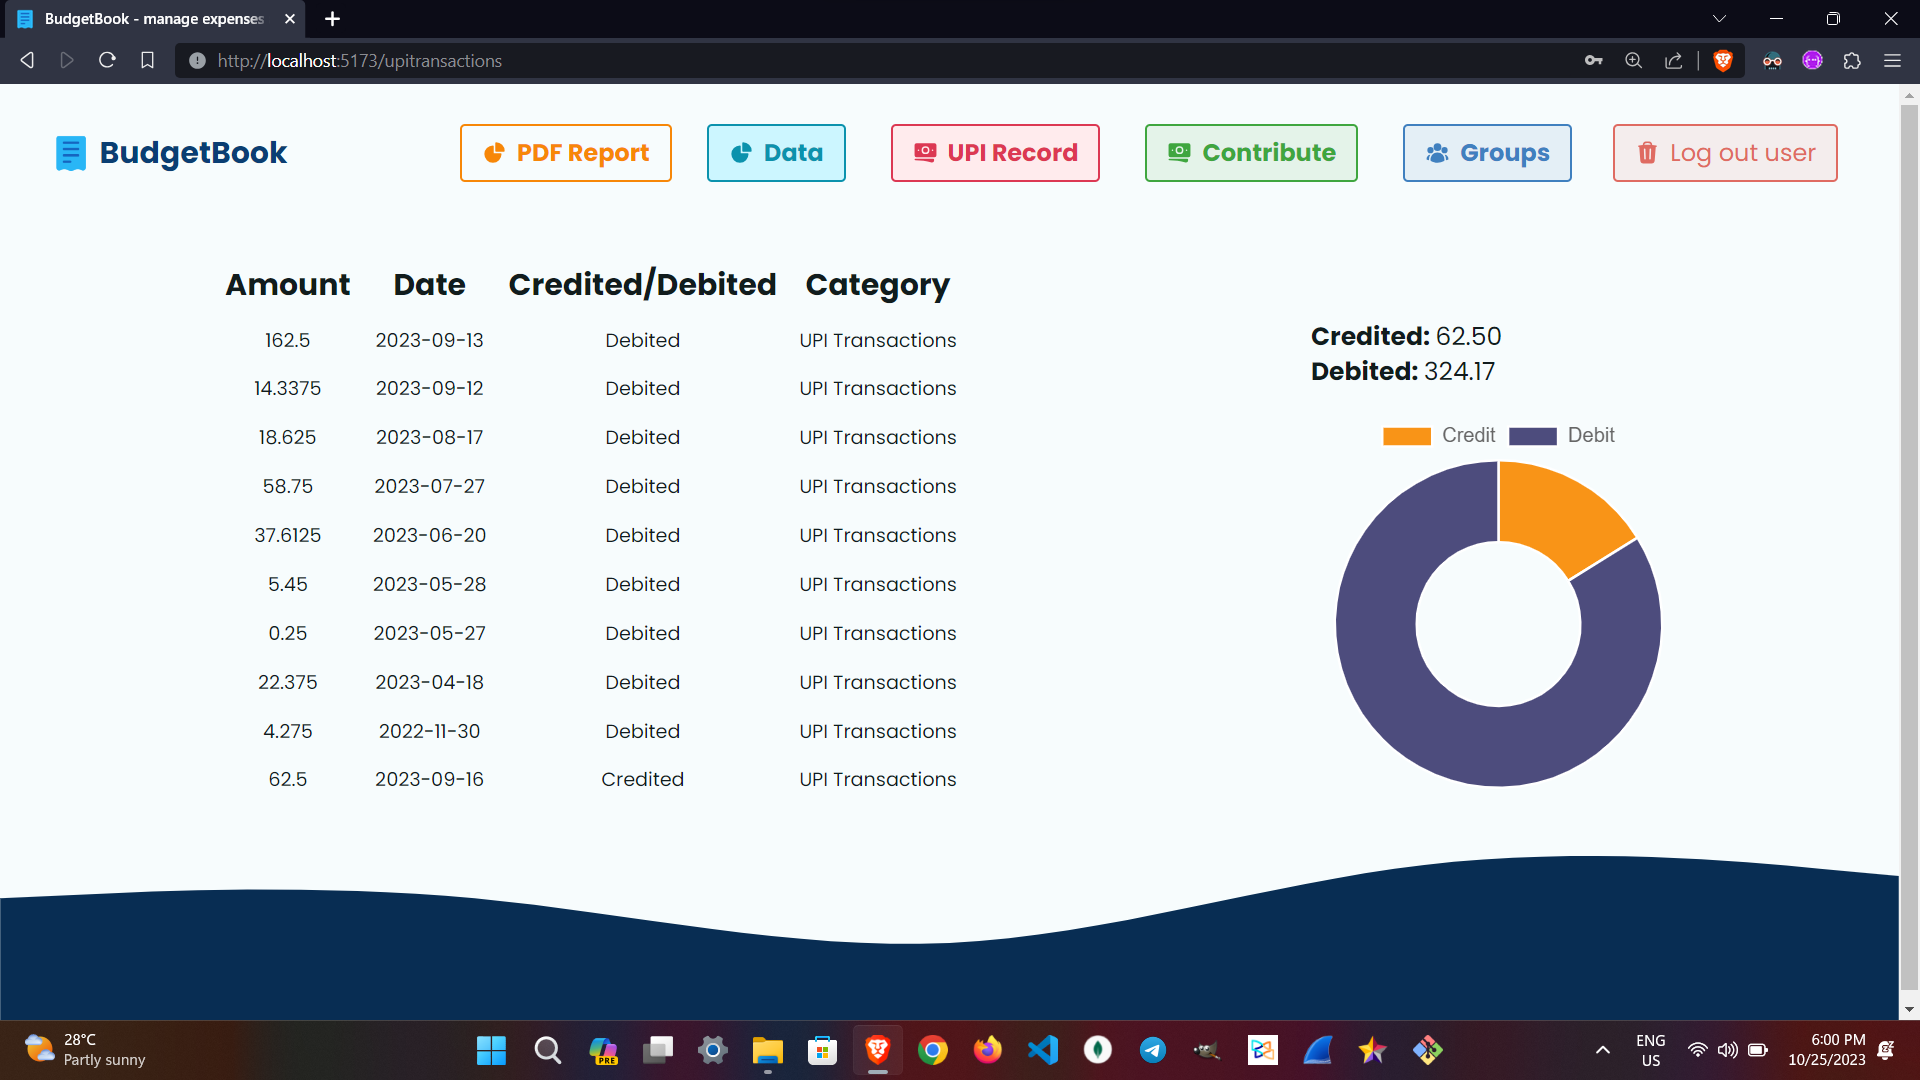 BudgetBook - manage expenses
http://localhost:5173/upitransactions
BudgetBook
PDF Report
Data
UPI Record
Contribute
Groups
Log out user
Amount Date Credited/Debited Category
162.5 2023-09-13 Debited UPI Transactions
14.3375 2023-09-12 Debited UPI Transactions
18.625 2023-08-17 Debited UPI Transactions
58.75 2023-07-27 Debited UPI Transactions
37.6125 2023-06-20 Debited UPI Transactions
5.45 2023-05-28 Debited UPI Transactions
0.25 2023-05-27 Debited UPI Transactions
22.375 2023-04-18 Debited UPI Transactions
4.275 2022-11-30 Debited UPI Transactions
62.5 2023-09-16 Credited UPI Transactions
Credited: 62.50
Debited: 324.17
Credit Debit
28°C
Partly sunny
PRE
ENG
US
6:00 PM
10/25/2023